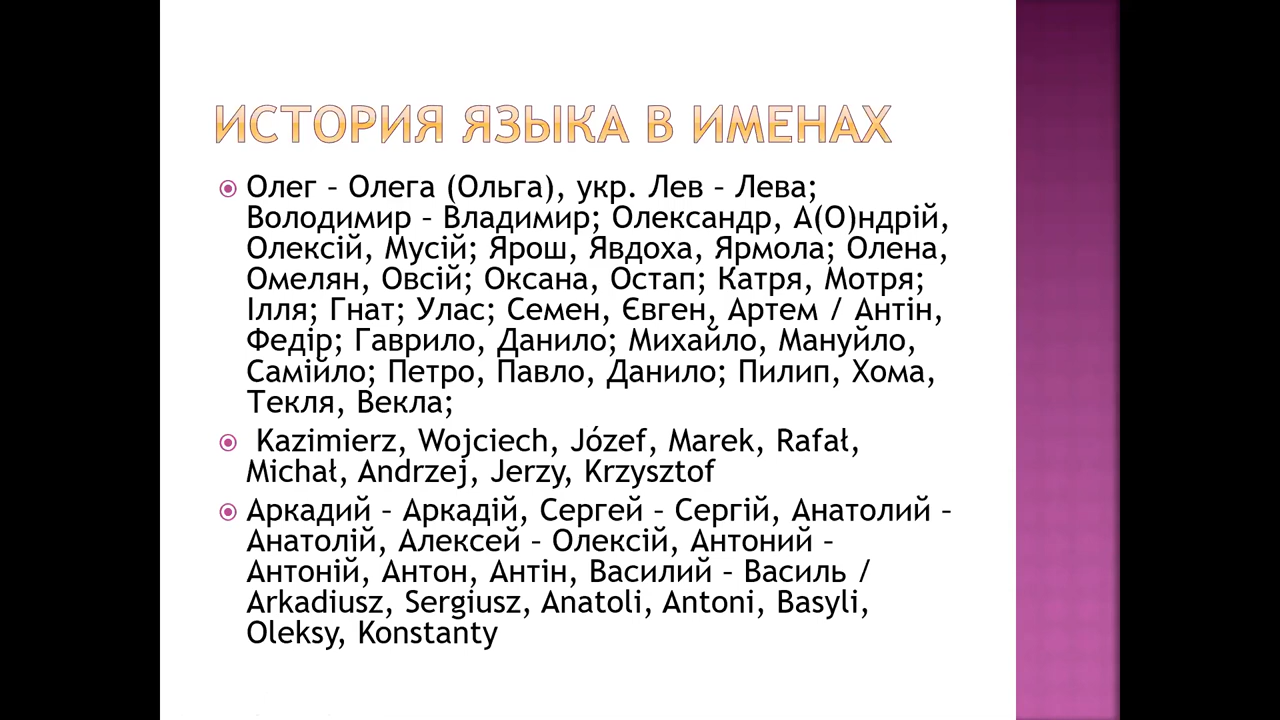 ИСТОРИЯ ЯЗЫКА В ИМЕНАХ
Олег – Олега (Ольга), укр. Лев – Лева;
Володимир – Владимир; Олександр, А(О)ндрій,
Олексій, Мусій; Ярош, Явдоха, Ярмола; Олена,
Омелян, Овсій; Оксана, Остап; Катря, Мотря;
Ілля; Гнат; Улас; Семен, Євген, Артем / Антін,
Федір; Гаврило, Данило; Михайло, Мануйло,
Самійло; Петро, Павло, Данило; Пилип, Хома,
Текля, Векла;
Kazimierz, Wojciech, Józef, Marek, Rafał,
Michał, Andrzej, Jerzy, Krzysztof
Аркадий – Аркадій, Сергей – Сергій, Анатолий –
Анатолій, Алексей – Олексій, Антоний –
Антоній, Антон, Антін, Василий – Василь /
Arkadiusz, Sergiusz, Anatoli, Antoni, Basyli,
Oleksy, Konstanty